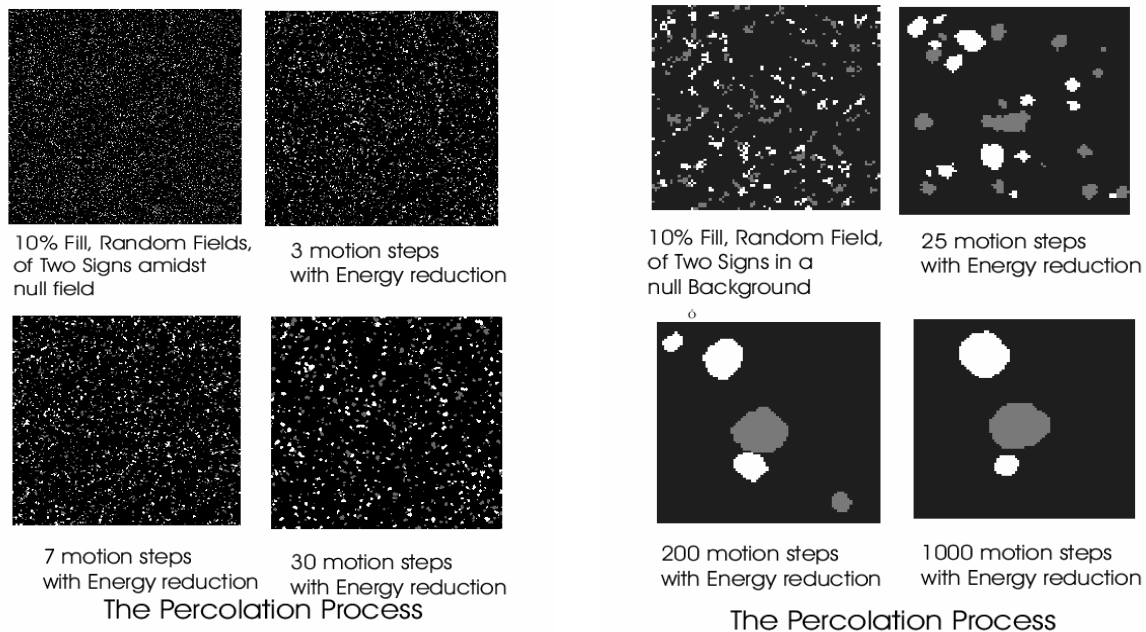 10% Fill, Random Fields,
of Two Signs amidst
null field
3 motion steps
with Energy reduction
7 motion steps
with Energy reduction
30 motion steps
with Energy reduction
The Percolation Process
10% Fill, Random Field,
of Two Signs in a
null Background
25 motion steps
with Energy reduction
ó
200 motion steps
with Energy reduction
1000 motion steps
with Energy reduction
The Percolation Process